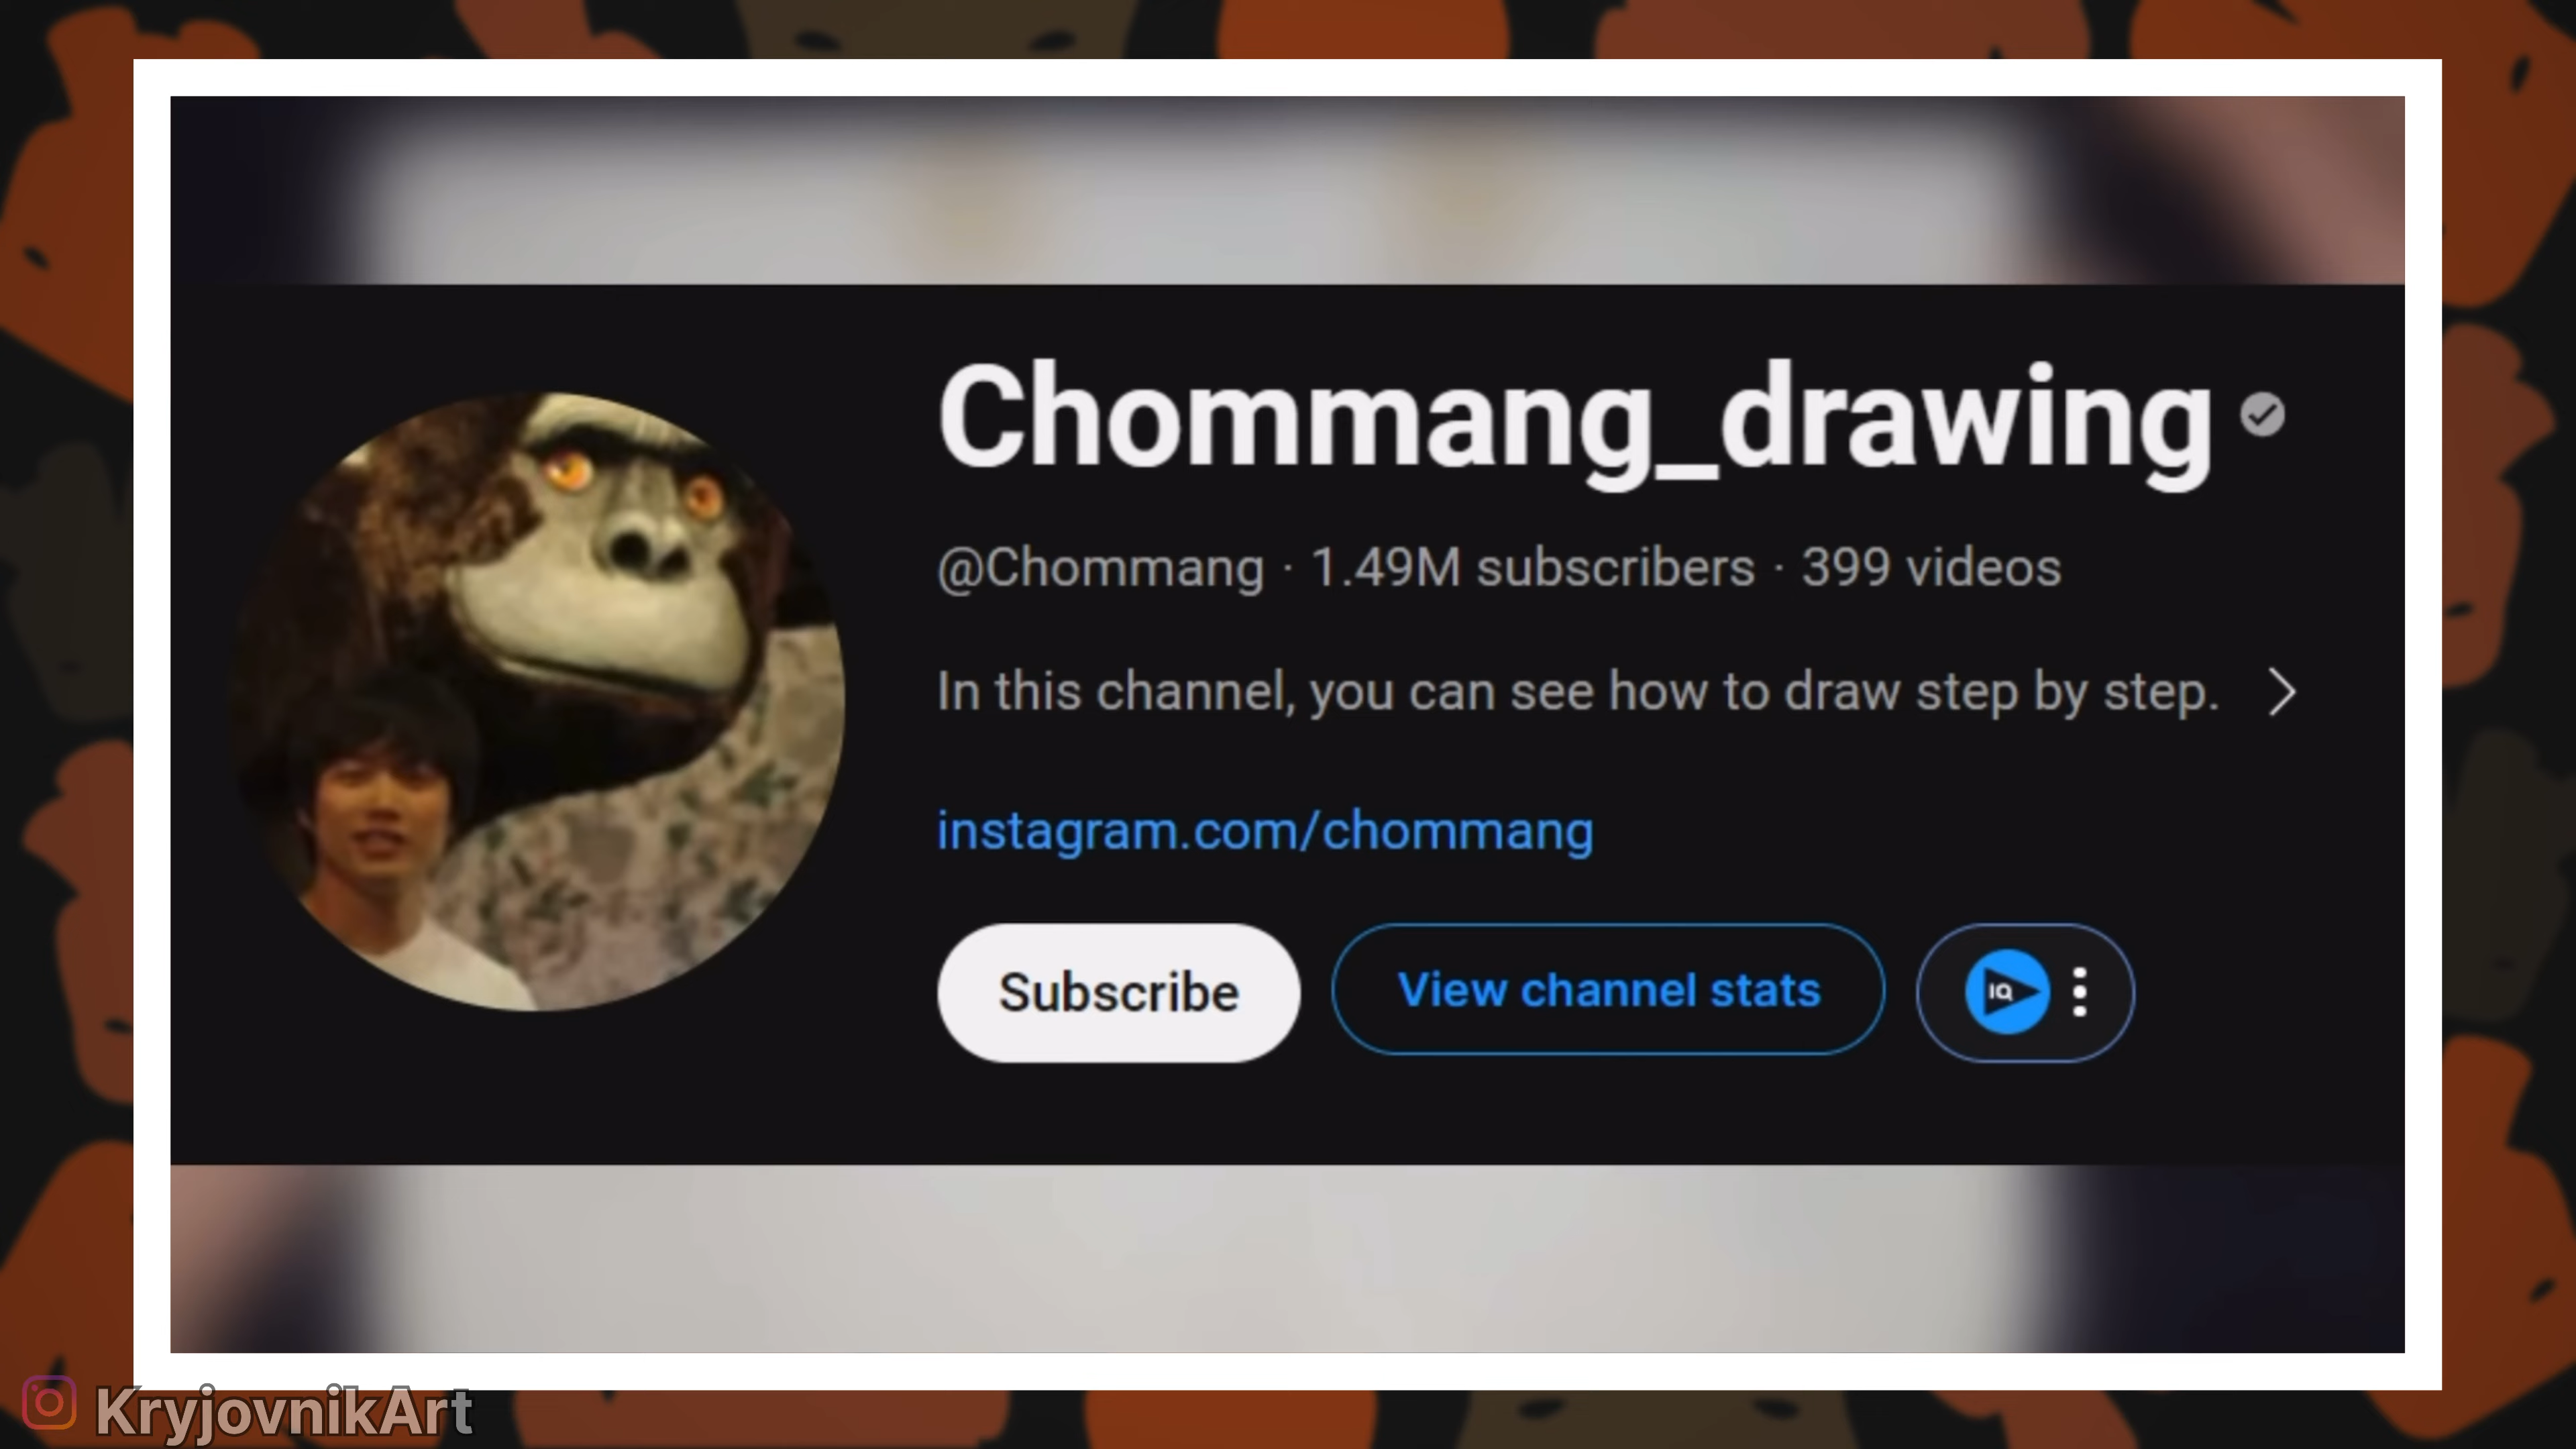 Chommang_drawing
@Chommang · 1.49M subscribers · 399 videos
In this channel, you can see how to draw step by step.
instagram.com/chommang
Subscribe
View channel stats
IQ
KryjovnikArt